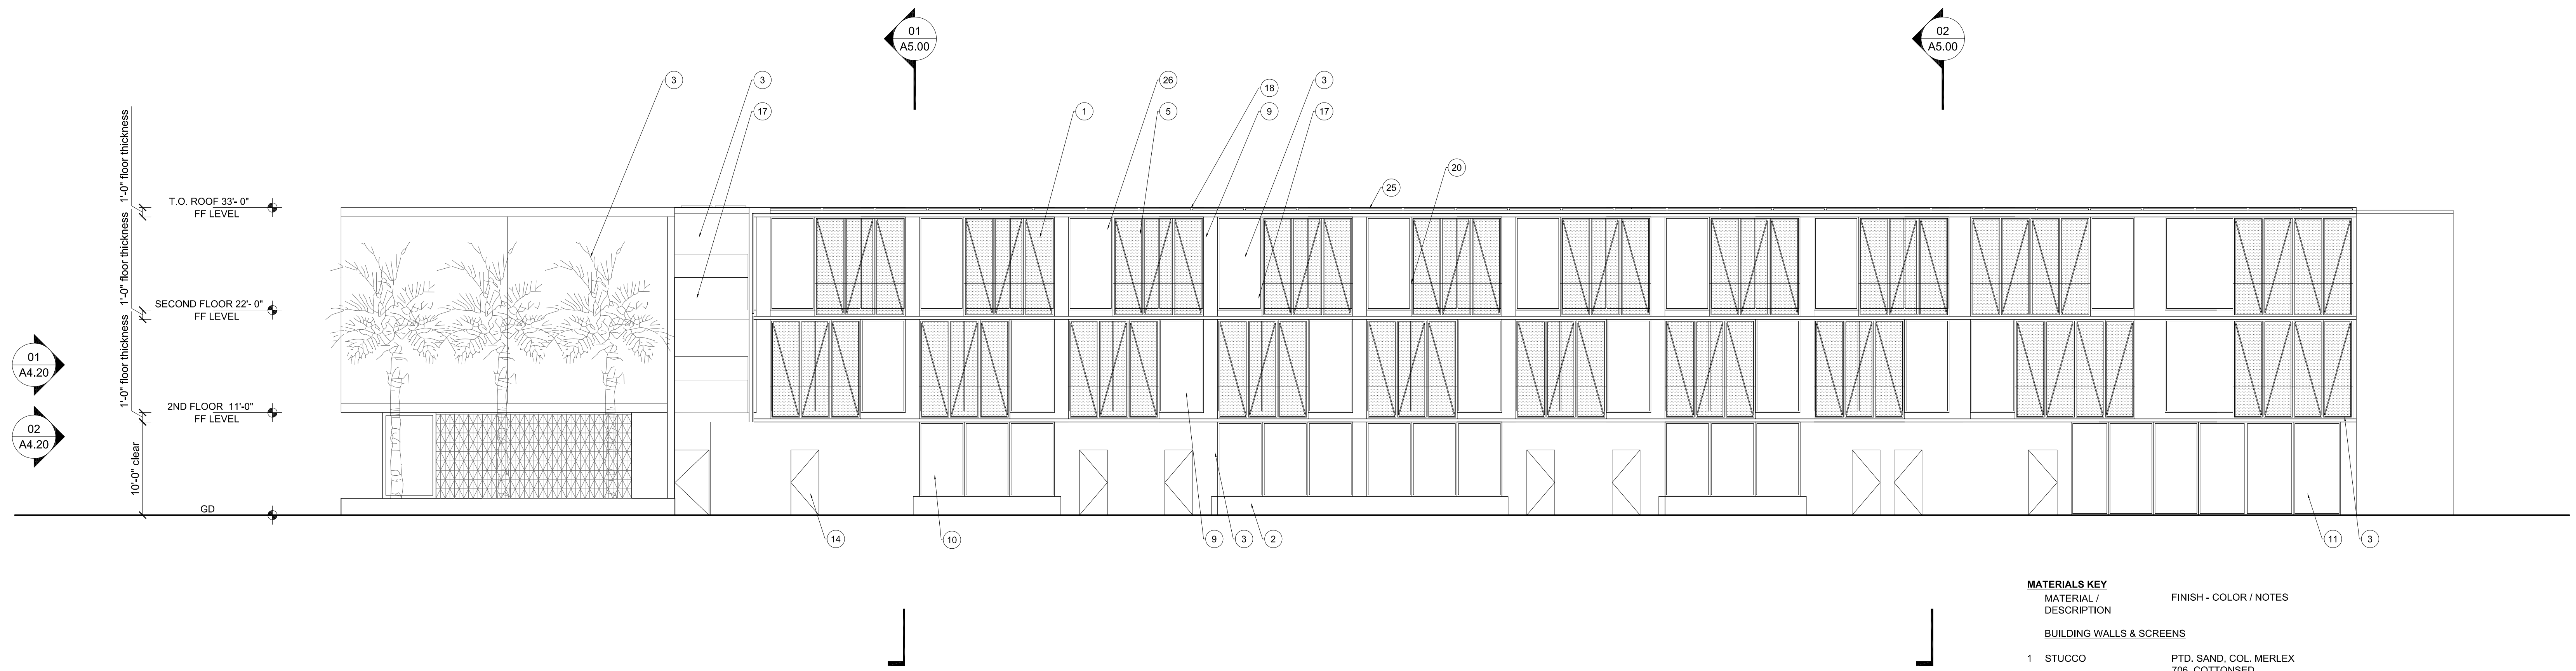 01
A5.00
02
A5.00
3
3
26
18
3
17
1
5
9
17
20
25
1'-0" floor thickness
T.O. ROOF 33'- 0"
FF LEVEL
1'-0" floor thickness
SECOND FLOOR 22'- 0"
FF LEVEL
1'-0" floor thickness
01
A4.20
2ND FLOOR 11'-0"
FF LEVEL
02
A4.20
10'-0" clear
GD
14
10
9
3
2
11
3
MATERIALS KEY
MATERIAL / DESCRIPTION
FINISH - COLOR / NOTES
BUILDING WALLS & SCREENS
1 STUCCO PTD. SAND, COL. MERLEX
706, COTTONSED